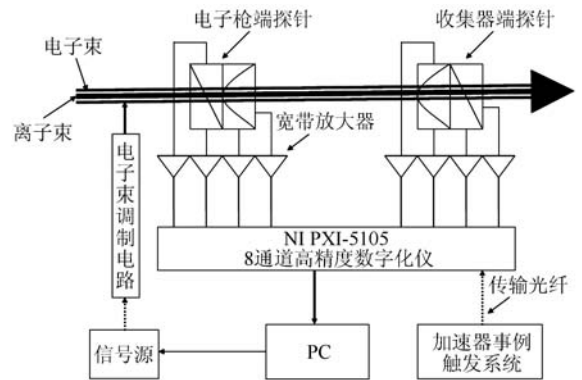 电子枪端探针
收集器端探针
电子束
离子束
宽带放大器
电子束调制电路
NI PXI-5105
8通道高精度数字化仪
传输光纤
信号源
PC
加速器事例
触发系统